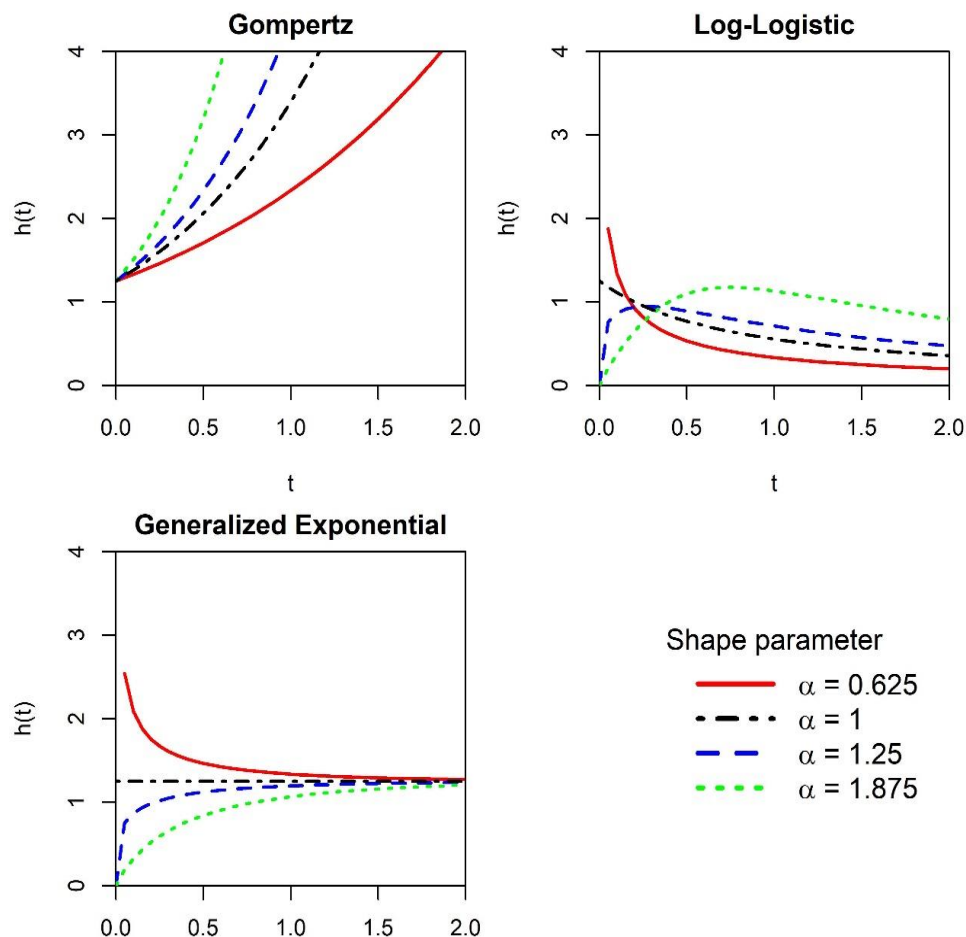 Gompertz
h(t)
4
3
2
1
0
0.0 0.5 1.0 1.5 2.0
t
Log-Logistic
h(t)
4
3
2
1
0
0.0 0.5 1.0 1.5 2.0
t
Generalized Exponential
h(t)
4
3
2
1
0
0.0 0.5 1.0 1.5 2.0
Shape parameter
α = 0.625
α = 1
α = 1.25
α = 1.875